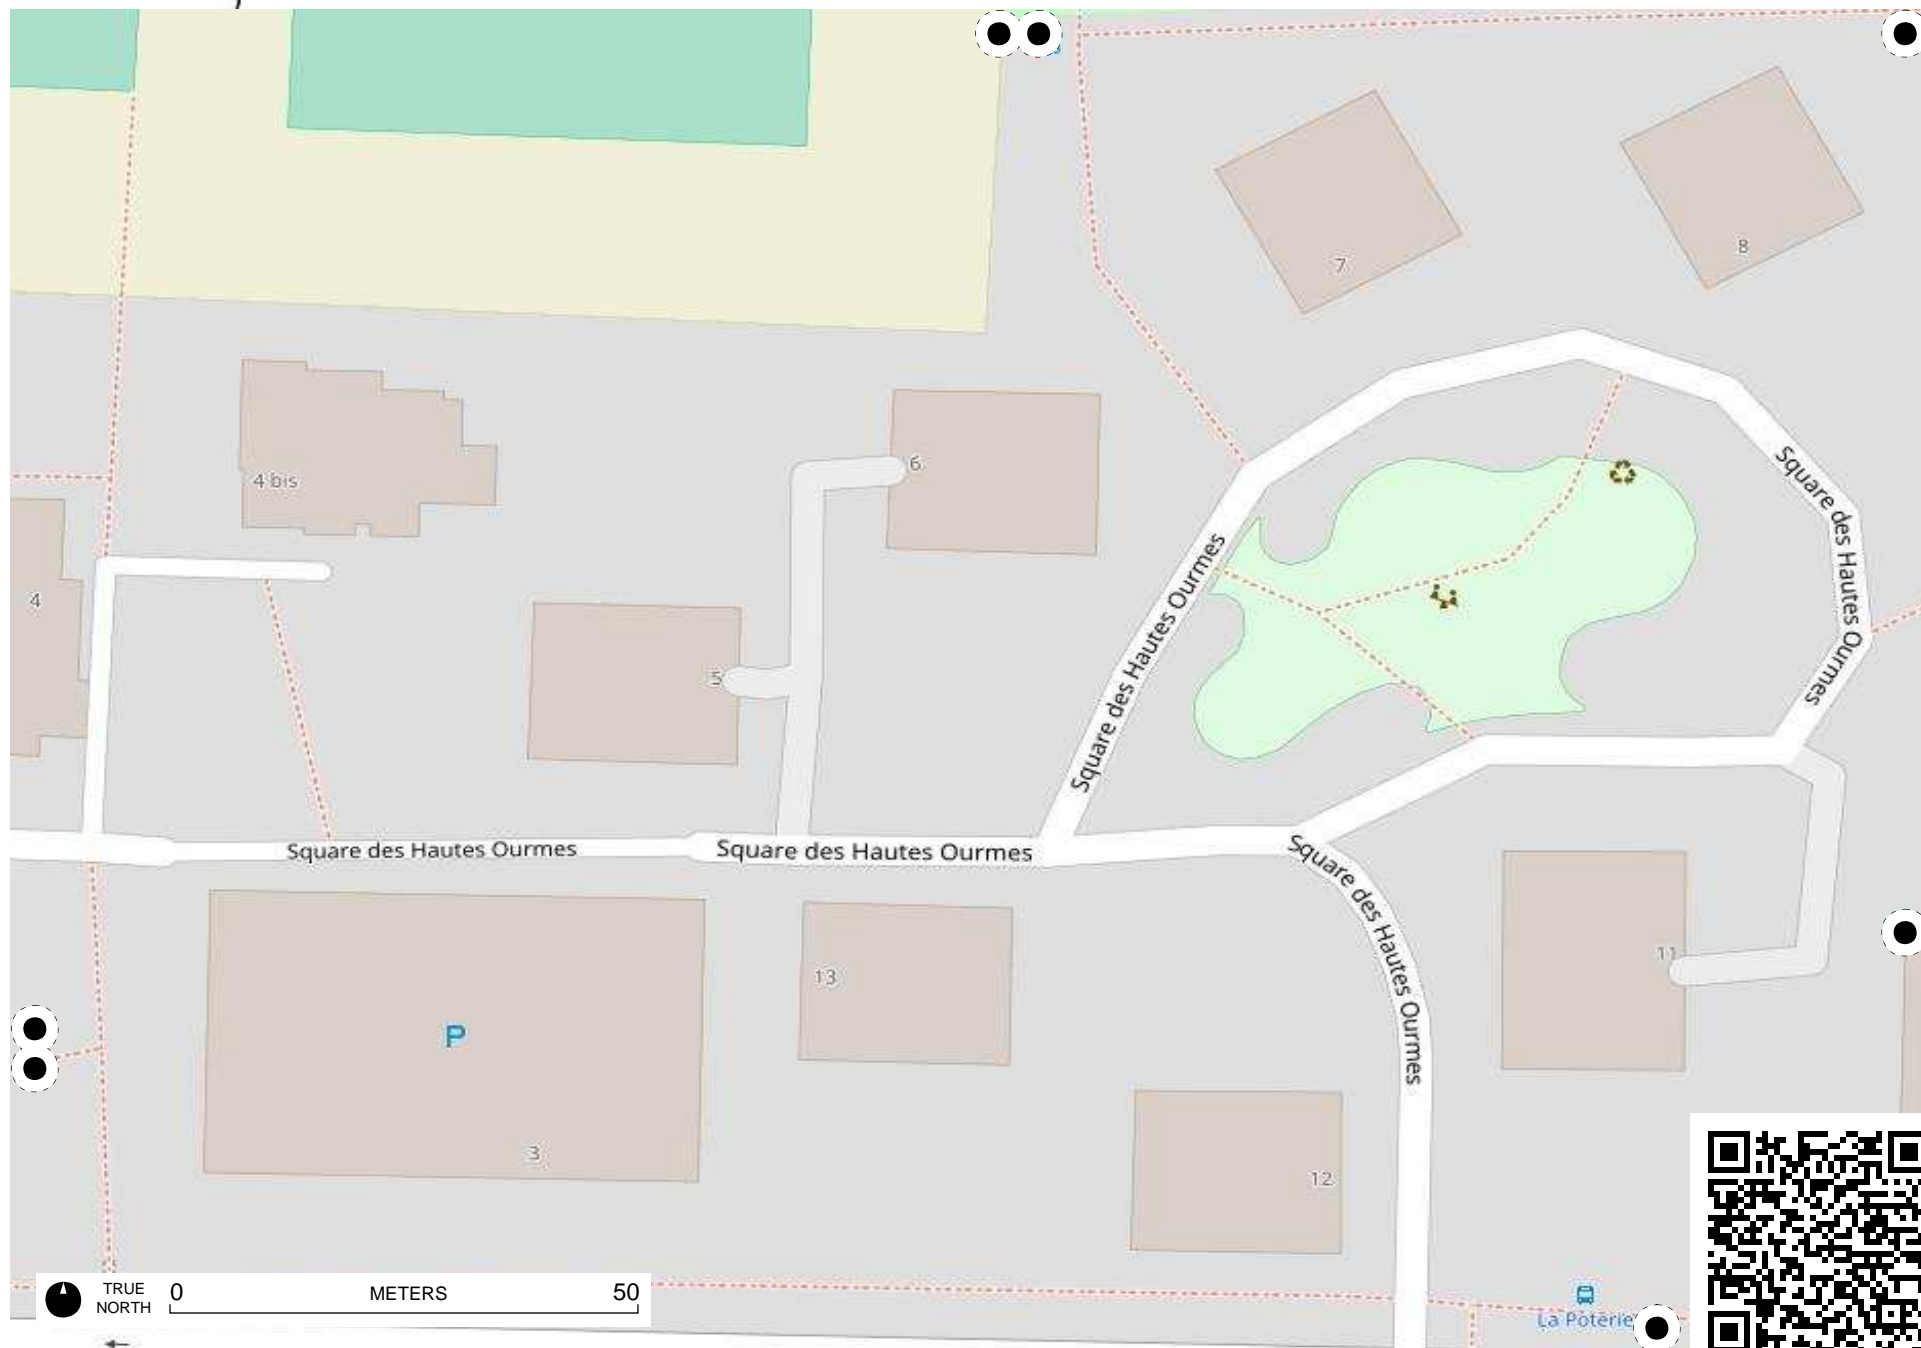 7
8
6
4 bis
4
5
Square des Hautes Ourmes
Square des Hautes Ourmes
Square des Hautes Ourmes
Square des Hautes Ourmes
Square des Hautes Ourmes
11
13
P
3
12
TRUE NORTH
0 METERS 50
La Poterie